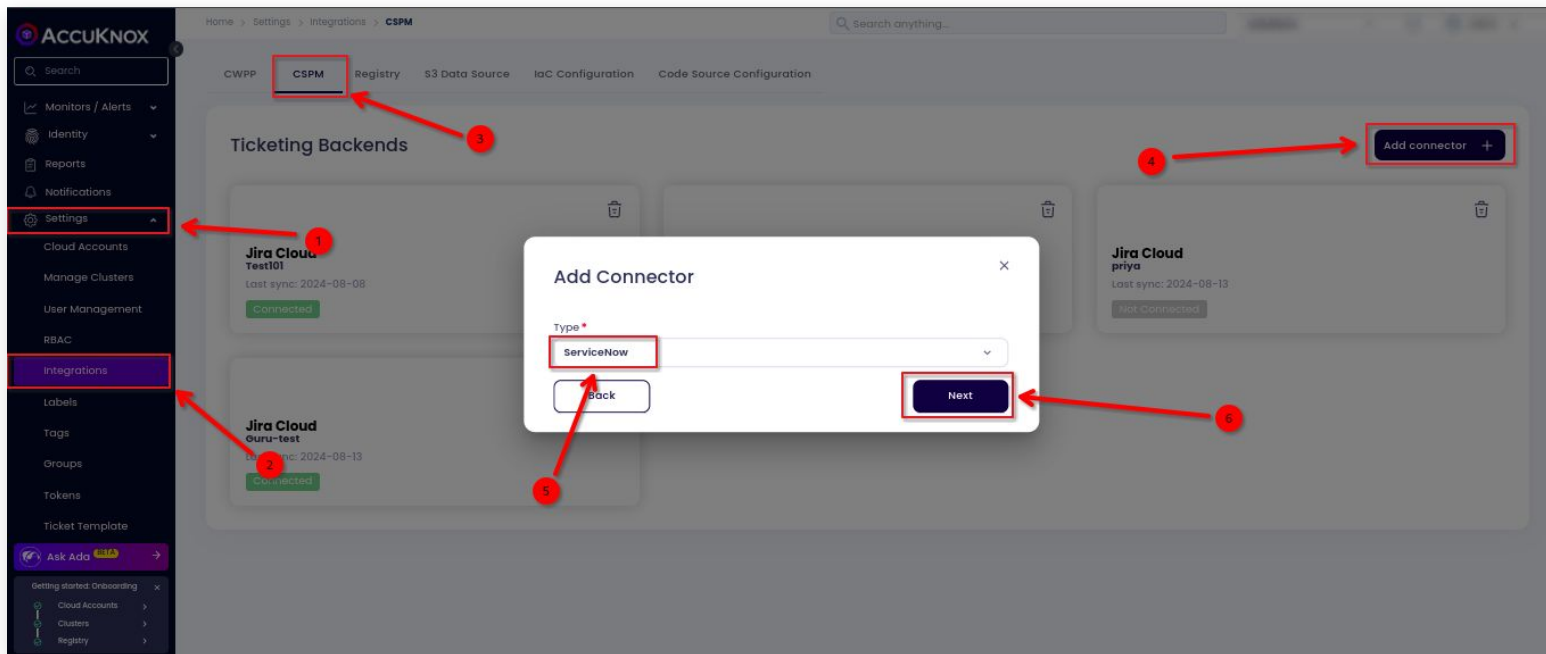 ACCUKNOX
Search
Monitors / Alerts
Identity
Reports
Notifications
Settings
Cloud Accounts
Manage Clusters
User Management
RBAC
Integrations
Labels
Tags
Groups
Tokens
Ticket Template
Ask Ada BETA
Getting started: Onboarding
Cloud Accounts
Clusters
Registry
Home > Settings > Integrations > CSPM
Search anything...
CWPP CSPM Registry S3 Data Source IaC Configuration Code Source Configuration
Ticketing Backends
Add connector +
Jira Cloud
Test101
Last sync: 2024-08-08
Connected
Jira Cloud
priya
Last sync: 2024-08-13
Not Connected
Jira Cloud
Guru-test
sync: 2024-08-13
Connected
Add Connector
Type *
ServiceNow
Back
Next
1
2
3
4
5
6